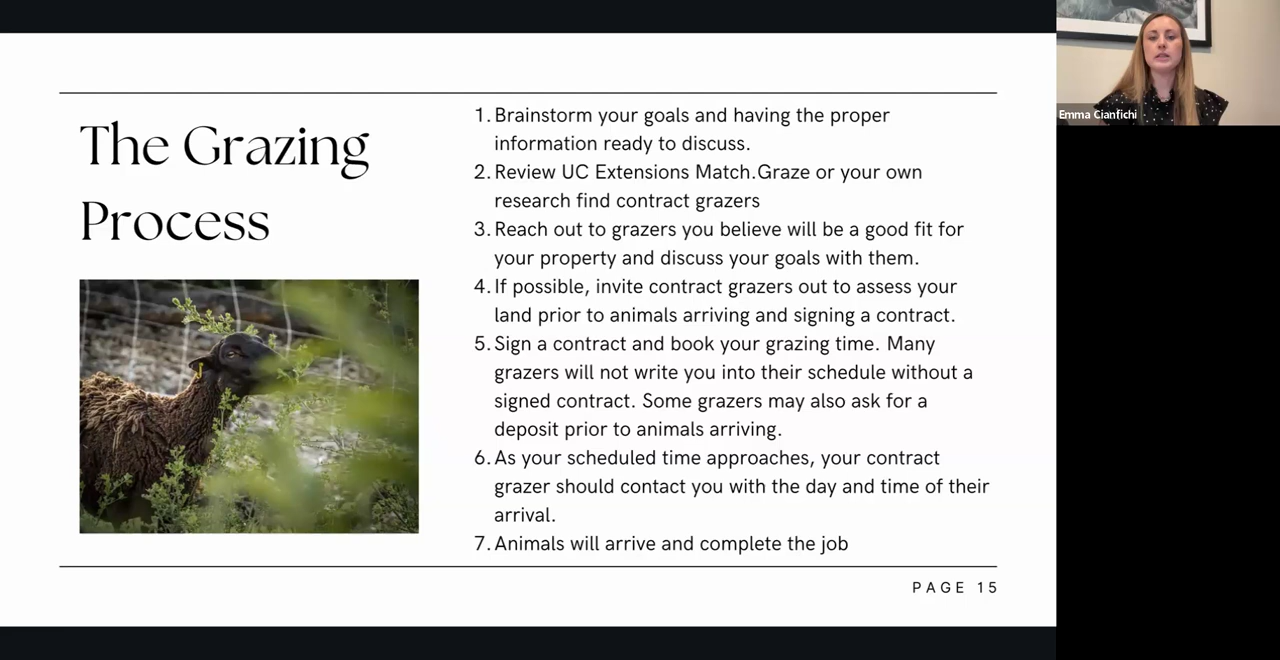 The Grazing
Process
1. Brainstorm your goals and having the proper
information ready to discuss.
2. Review UC Extensions Match.Graze or your own
research find contract grazers
3. Reach out to grazers you believe will be a good fit for
your property and discuss your goals with them.
4. If possible, invite contract grazers out to assess your
land prior to animals arriving and signing a contract.
5. Sign a contract and book your grazing time. Many
grazers will not write you into their schedule without a
signed contract. Some grazers may also ask for a
deposit prior to animals arriving.
6. As your scheduled time approaches, your contract
grazer should contact you with the day and time of their
arrival.
7. Animals will arrive and complete the job
PAGE 15
Emma Cianfichi